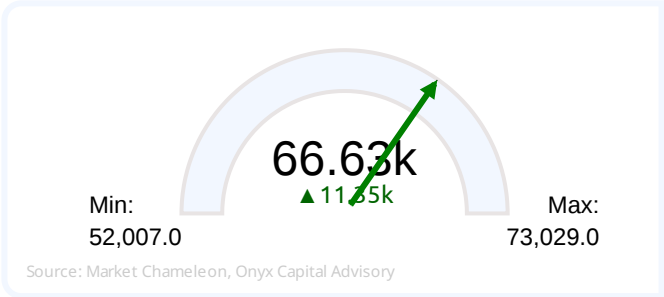 66.63k
▲11.35k
Min:
52,007.0
Max:
73,029.0
Source: Market Chameleon, Onyx Capital Advisory